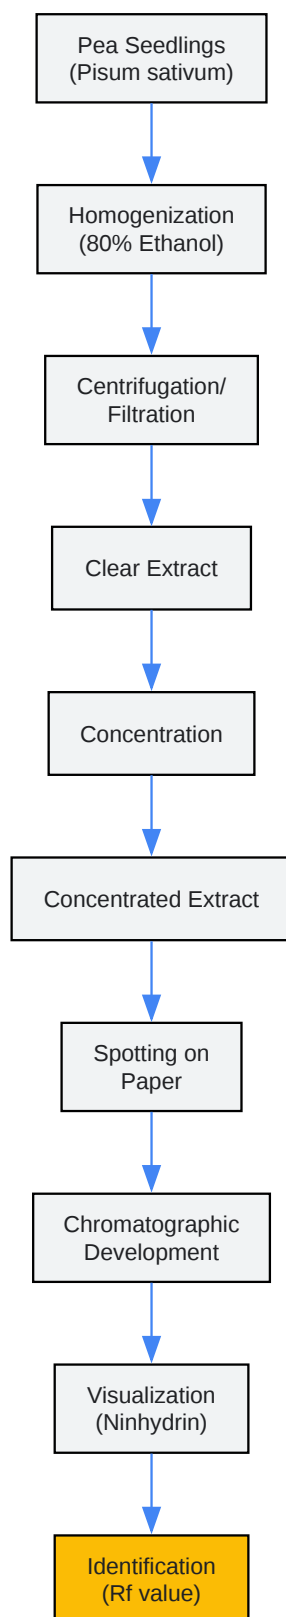 Pea Seedlings
(Pisum sativum)
Homogenization
(80% Ethanol)
Centrifugation/
Filtration
Clear Extract
Concentration
Concentrated Extract
Spotting on
Paper
Chromatographic
Development
Visualization
(Ninhydrin)
Identification
(Rf value)